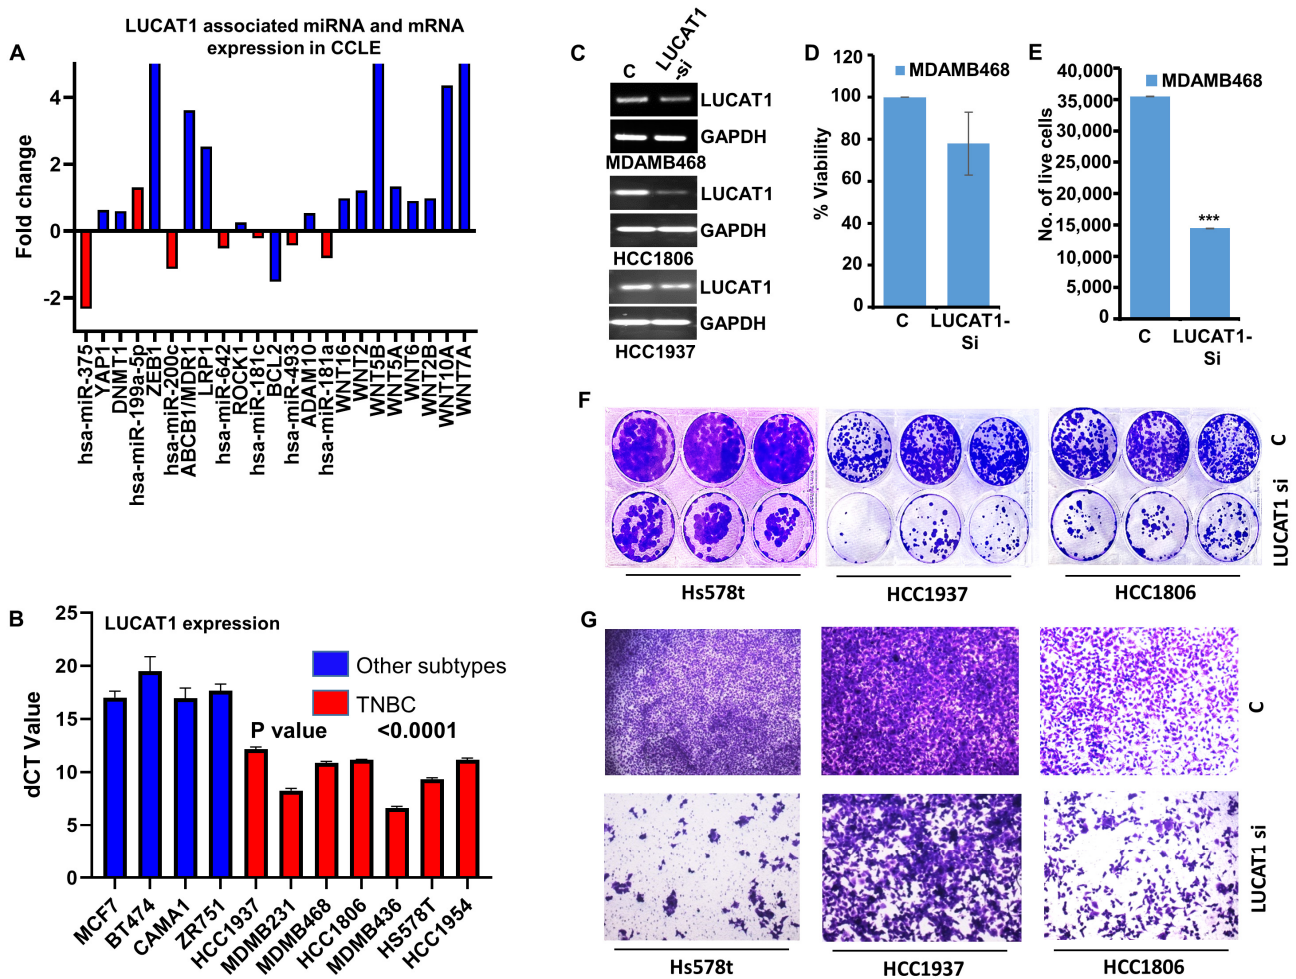 LUCAT1 associated miRNA and mRNA
expression in CCLE
A
Fold change
4
2
0
-2
hsa-miR-375
YAP1
DNMT1
hsa-miR-199a-5p
ZEB1
hsa-miR-200c
ABCB1/MDR1
LRP1
hsa-miR-642
ROCK1
hsa-miR-181c
BCL2
hsa-miR-493
ADAM10
hsa-miR-181a
WNT16
WNT2
WNT5B
WNT5A
WNT6
WNT2B
WNT10A
WNT7A
B
LUCAT1 expression
dCT Value
25
20
15
10
5
0
Other subtypes
TNBC
P value <0.0001
MCF7
BT474
CAMA1
ZR751
HCC1937
MDMB231
MDMB468
HCC1806
MDMB436
HS578T
HCC1954
C
C
LUCAT1
-si
LUCAT1
GAPDH
MDAMB468
LUCAT1
GAPDH
HCC1806
LUCAT1
GAPDH
HCC1937
D
% Viability
120
100
80
60
40
20
0
MDAMB468
C
LUCAT1-
Si
E
No. of live cells
40,000
35,000
30,000
25,000
20,000
15,000
10,000
5,000
0
MDAMB468
***
C
LUCAT1-
Si
F
C
LUCAT1 si
Hs578t
HCC1937
HCC1806
G
C
LUCAT1 si
Hs578t
HCC1937
HCC1806